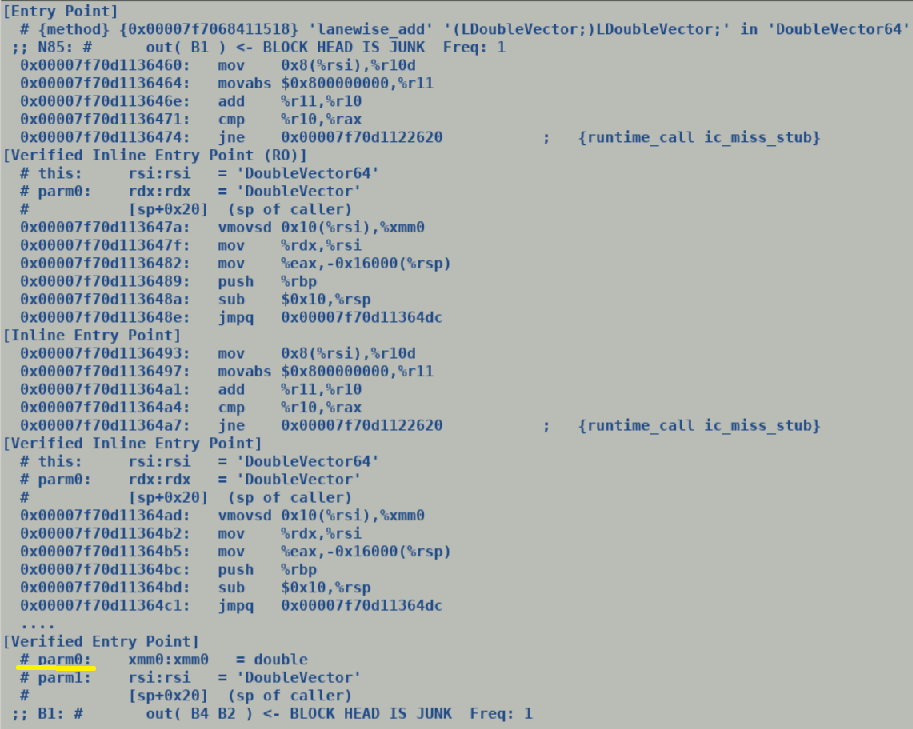 [Entry Point]
# {method} {0x00007f7068411518} 'lanewise_add' '(LDoubleVector;)LDoubleVector;' in 'DoubleVector64'
;; N85: # out( B1 ) <- BLOCK HEAD IS JUNK Freq: 1
0x00007f70d1136460: mov 0x8(%rsi),%r10d
0x00007f70d1136464: movabs $0x800000000,%r11
0x00007f70d113646e: add %r11,%r10
0x00007f70d1136471: cmp %r10,%rax
0x00007f70d1136474: jne 0x00007f70d1122620 ; {runtime_call ic_miss_stub}
[Verified Inline Entry Point (RO)]
# this: rsi:rsi = 'DoubleVector64'
# parm0: rdx:rdx = 'DoubleVector'
# [sp+0x20] (sp of caller)
0x00007f70d113647a: vmovsd 0x10(%rsi),%xmm0
0x00007f70d113647f: mov %rdx,%rsi
0x00007f70d1136482: mov %eax,-0x16000(%rsp)
0x00007f70d1136489: push %rbp
0x00007f70d113648a: sub $0x10,%rsp
0x00007f70d113648e: jmpq 0x00007f70d11364dc
[Inline Entry Point]
0x00007f70d1136493: mov 0x8(%rsi),%r10d
0x00007f70d1136497: movabs $0x800000000,%r11
0x00007f70d11364a1: add %r11,%r10
0x00007f70d11364a4: cmp %r10,%rax
0x00007f70d11364a7: jne 0x00007f70d1122620 ; {runtime_call ic_miss_stub}
[Verified Inline Entry Point]
# this: rsi:rsi = 'DoubleVector64'
# parm0: rdx:rdx = 'DoubleVector'
# [sp+0x20] (sp of caller)
0x00007f70d11364ad: vmovsd 0x10(%rsi),%xmm0
0x00007f70d11364b2: mov %rdx,%rsi
0x00007f70d11364b5: mov %eax,-0x16000(%rsp)
0x00007f70d11364bc: push %rbp
0x00007f70d11364bd: sub $0x10,%rsp
0x00007f70d11364c1: jmpq 0x00007f70d11364dc
....
[Verified Entry Point]
# parm0: xmm0:xmm0 = double
# parm1: rsi:rsi = 'DoubleVector'
# [sp+0x20] (sp of caller)
;; B1: # out( B4 B2 ) <- BLOCK HEAD IS JUNK Freq: 1